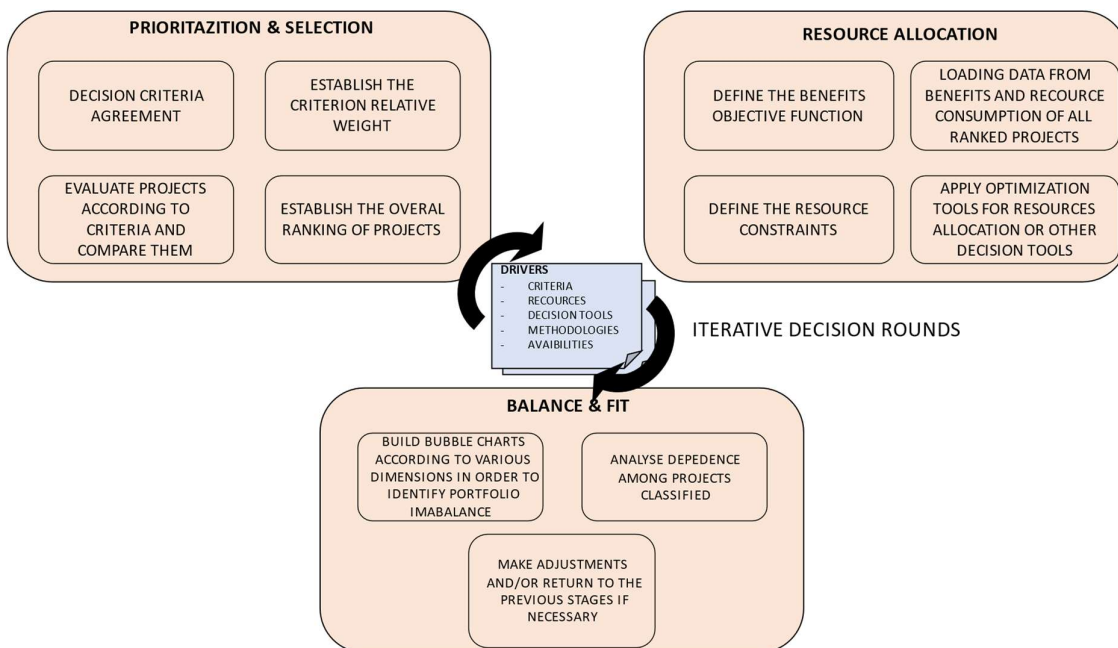 PRIORITAZITION & SELECTION
DECISION CRITERIA
AGREEMENT
ESTABLISH THE
CRITERION RELATIVE
WEIGHT
EVALUATE PROJECTS
ACCORDING TO
CRITERIA AND
COMPARE THEM
ESTABLISH THE OVERAL
RANKING OF PROJECTS
RESOURCE ALLOCATION
DEFINE THE BENEFITS
OBJECTIVE FUNCTION
LOADING DATA FROM
BENEFITS AND RECOURCE
CONSUMPTION OF ALL
RANKED PROJECTS
DEFINE THE RESOURCE
CONSTRAINTS
APPLY OPTIMIZATION
TOOLS FOR RESOURCES
ALLOCATION OR OTHER
DECISION TOOLS
DRIVERS
- CRITERIA
- RECOURCES
- DECISION TOOLS
- METHODOLOGIES
- AVAIBILITIES
ITERATIVE DECISION ROUNDS
BALANCE & FIT
BUILD BUBBLE CHARTS
ACCORDING TO VARIOUS
DIMENSIONS IN ORDER TO
IDENTIFY PORTFOLIO
IMABALANCE
ANALYSE DEPEDENCE
AMONG PROJECTS
CLASSIFIED
MAKE ADJUSTMENTS
AND/OR RETURN TO THE
PREVIOUS STAGES IF
NECESSARY